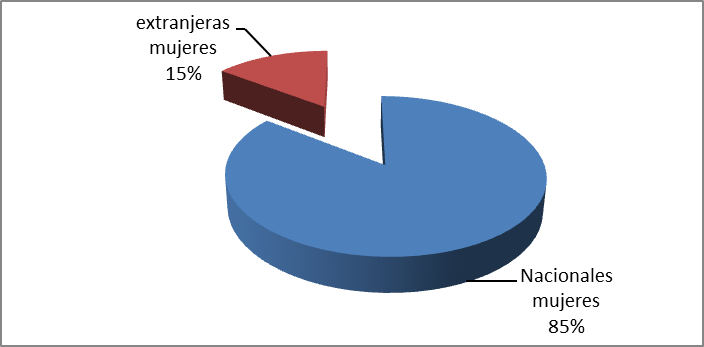 extranjeras
mujeres
15%
Nacionales
mujeres
85%